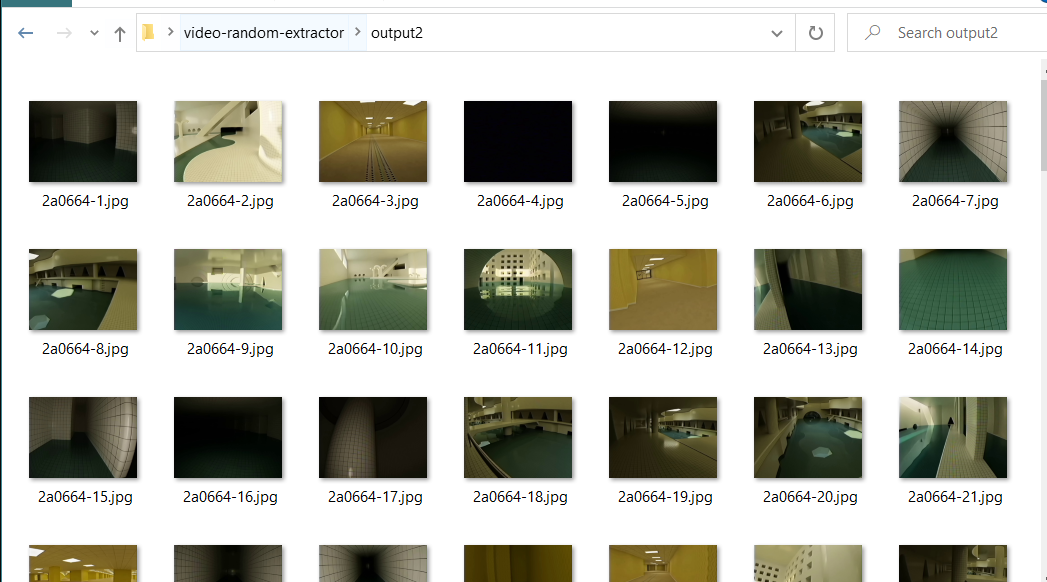 video-random-extractor
output2
Search output2
2a0664-1.jpg
2a0664-2.jpg
2a0664-3.jpg
2a0664-4.jpg
2a0664-5.jpg
2a0664-6.jpg
2a0664-7.jpg
2a0664-8.jpg
2a0664-9.jpg
2a0664-10.jpg
2a0664-11.jpg
2a0664-12.jpg
2a0664-13.jpg
2a0664-14.jpg
2a0664-15.jpg
2a0664-16.jpg
2a0664-17.jpg
2a0664-18.jpg
2a0664-19.jpg
2a0664-20.jpg
2a0664-21.jpg